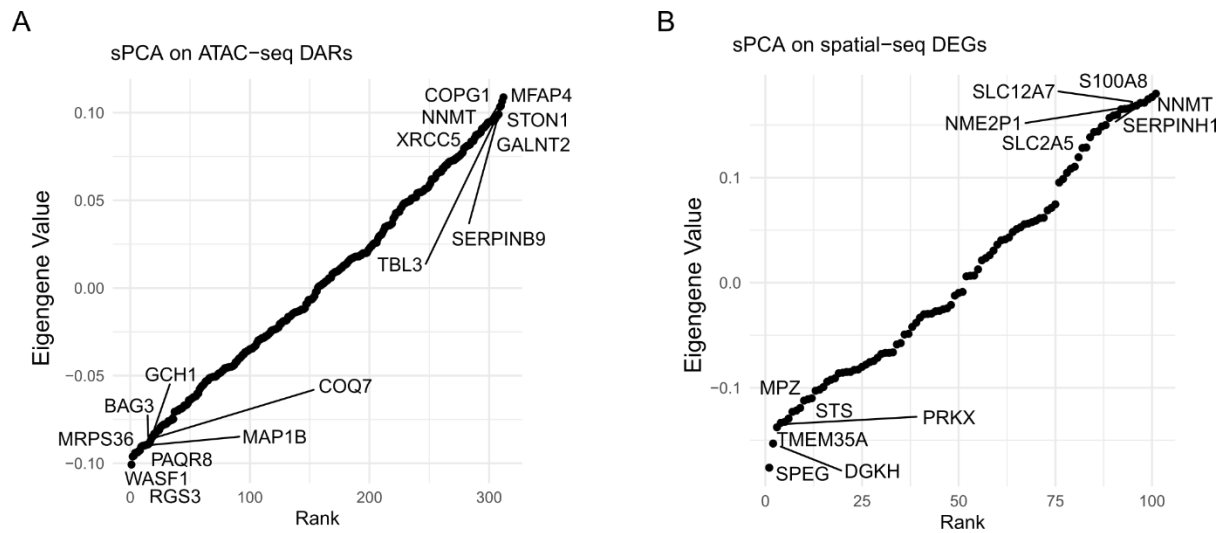 A
sPCA on ATAC−seq DARs
Eigengene Value
0.10
0.05
0.00
−0.05
−0.10
COPG1
MFAP4
NNMT
STON1
XRCC5
GALNT2
SERPINB9
TBL3
GCH1
COQ7
BAG3
MRPS36
MAP1B
PAQR8
WASF1
RGS3
0
100
200
300
Rank
B
sPCA on spatial−seq DEGs
Eigengene Value
0.1
0.0
−0.1
S100A8
SLC12A7
NNMT
NME2P1
SERPINH1
SLC2A5
MPZ
STS
PRKX
TMEM35A
SPEG
DGKH
0
25
50
75
100
Rank